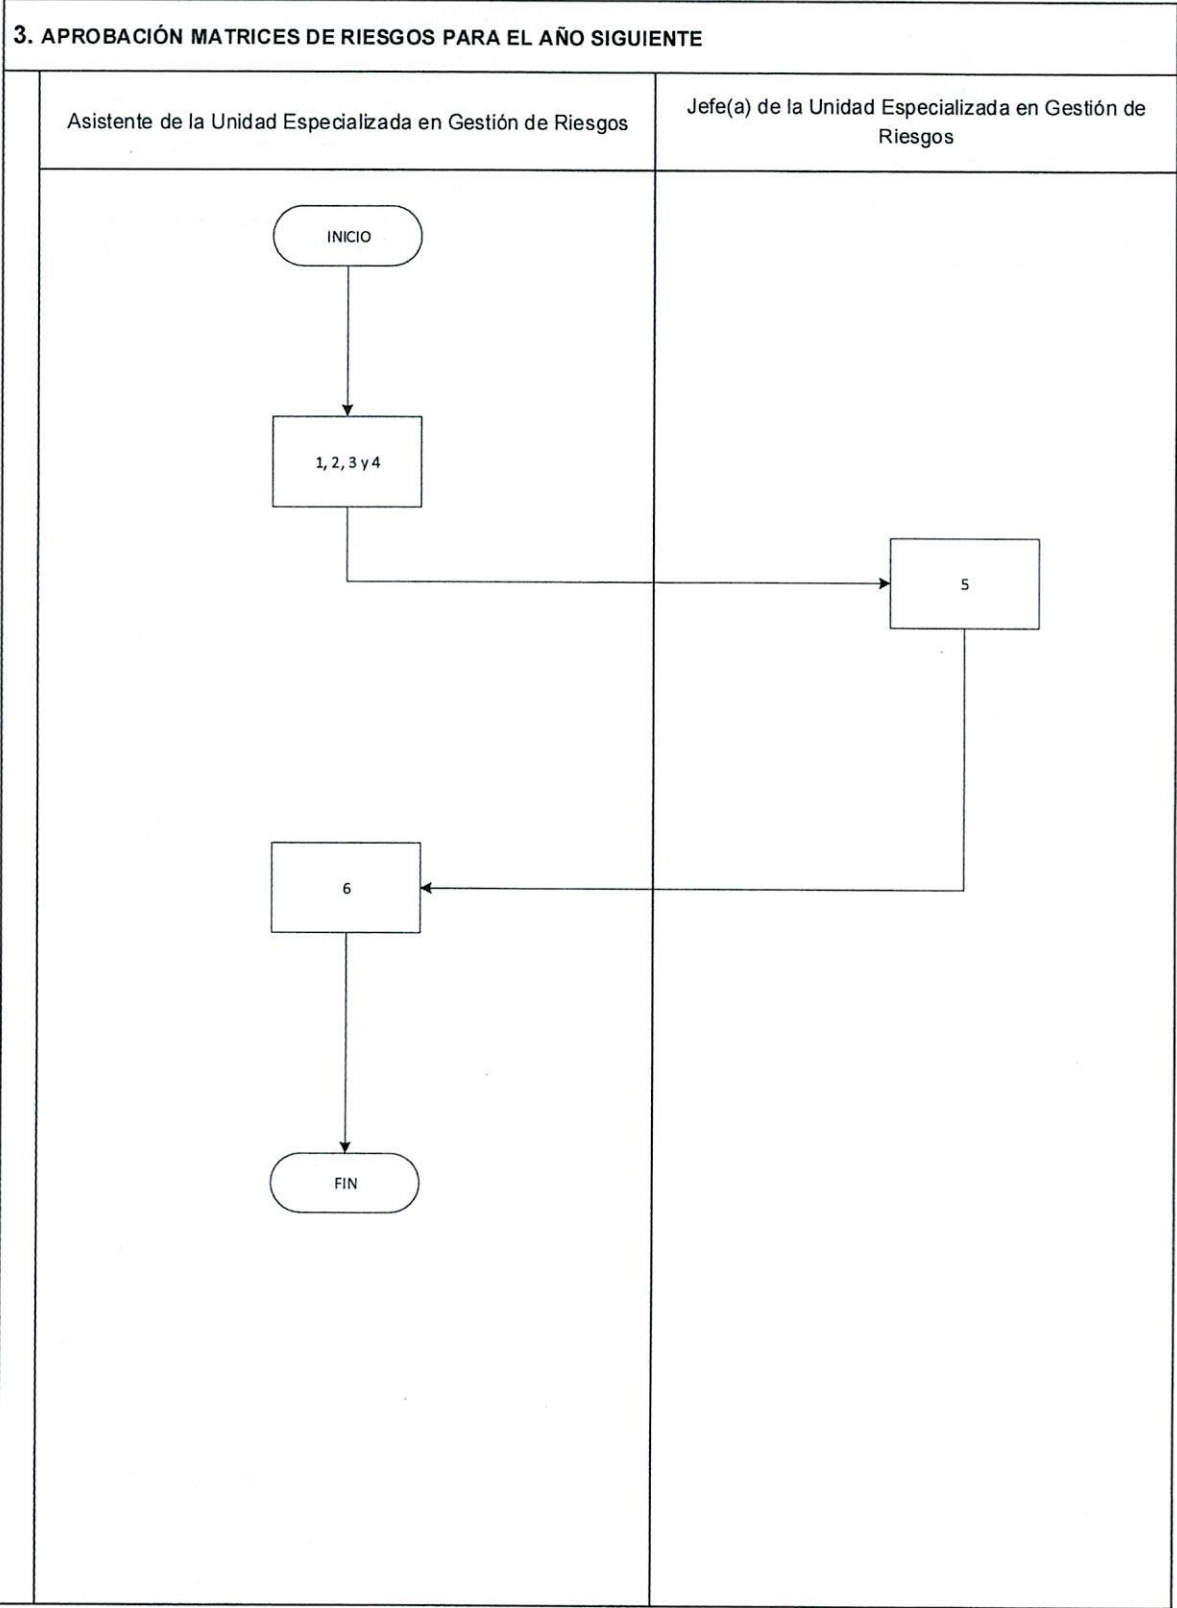 3. APROBACIÓN MATRICES DE RIESGOS PARA EL AÑO SIGUIENTE
Asistente de la Unidad Especializada en Gestión de Riesgos
Jefe(a) de la Unidad Especializada en Gestión de
Riesgos
INICIO
1, 2, 3 y 4
5
6
FIN